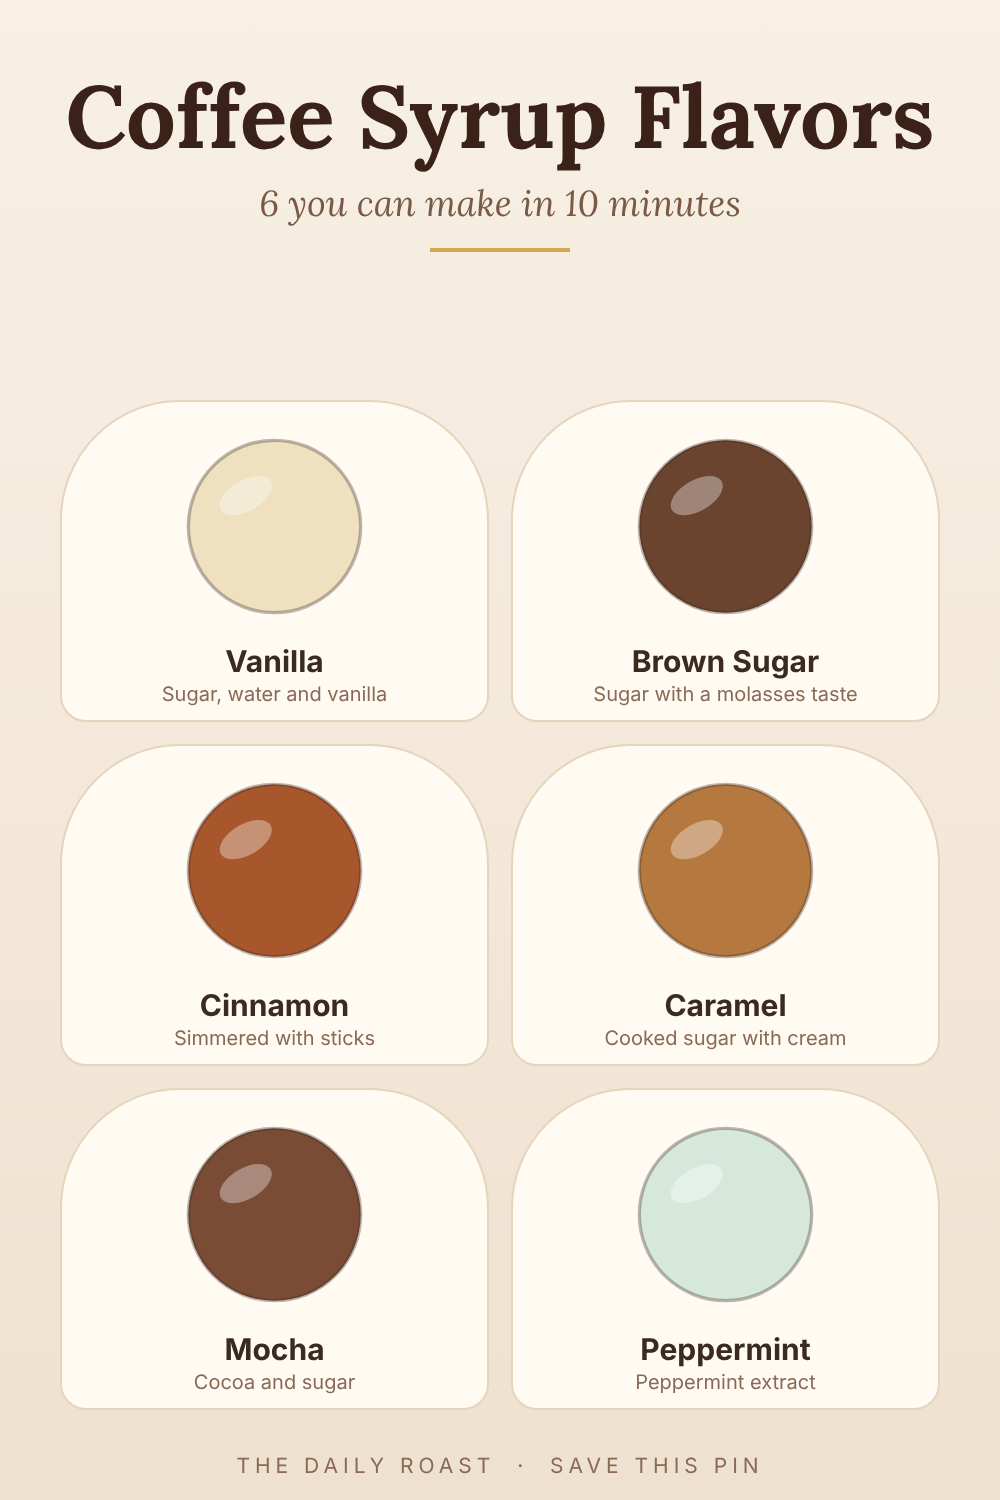 Coffee Syrup Flavors
6 you can make in 10 minutes
Vanilla
Sugar, water and vanilla
Brown Sugar
Sugar with a molasses taste
Cinnamon
Simmered with sticks
Caramel
Cooked sugar with cream
Mocha
Cocoa and sugar
Peppermint
Peppermint extract
THE DAILY ROAST · SAVE THIS PIN